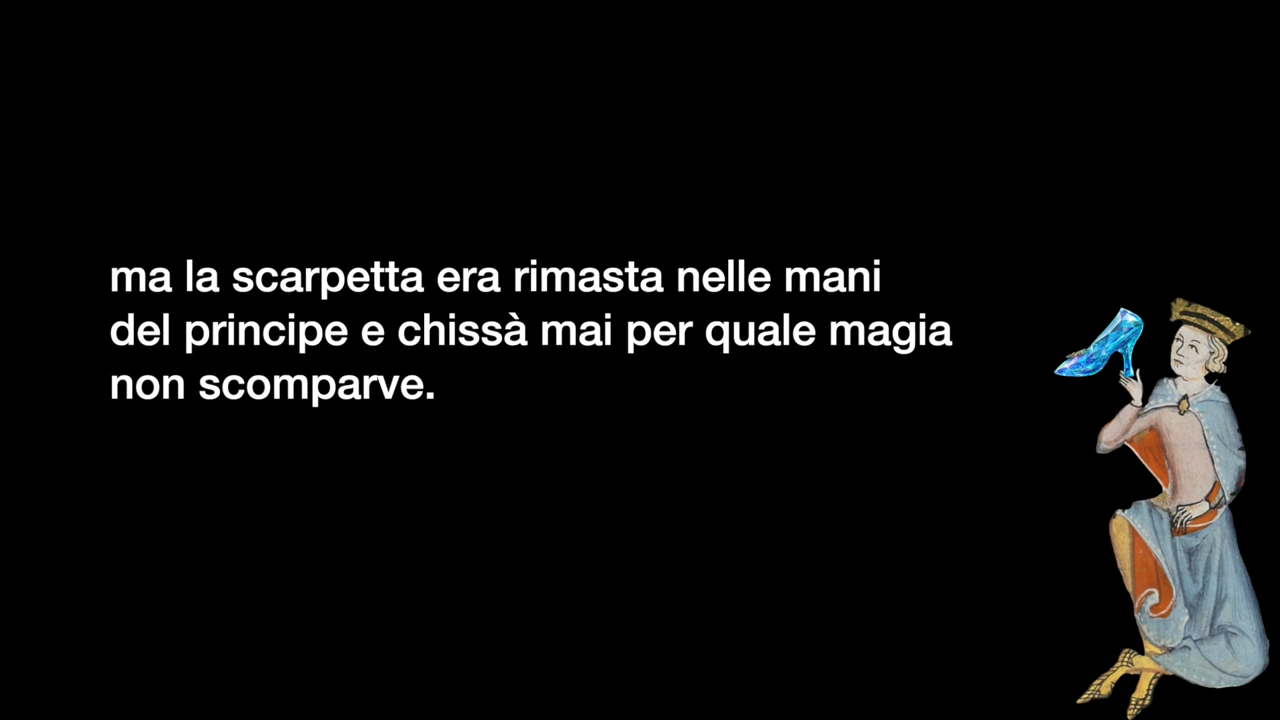 ma la scarpetta era rimasta nelle mani
del principe e chissà mai per quale magia
non scomparve.